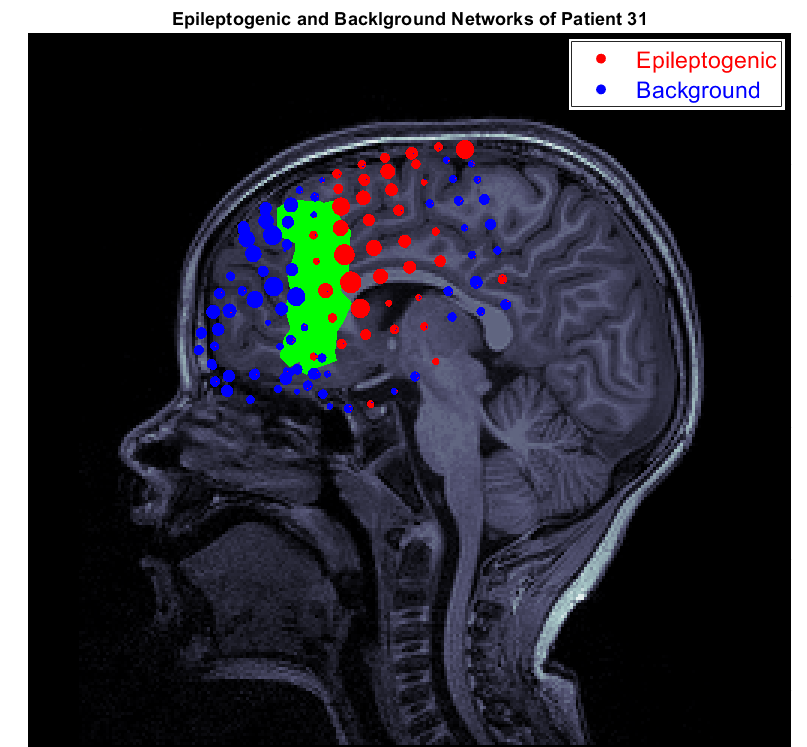 Epileptogenic and Backlground Networks of Patient 31
Epileptogenic
Background